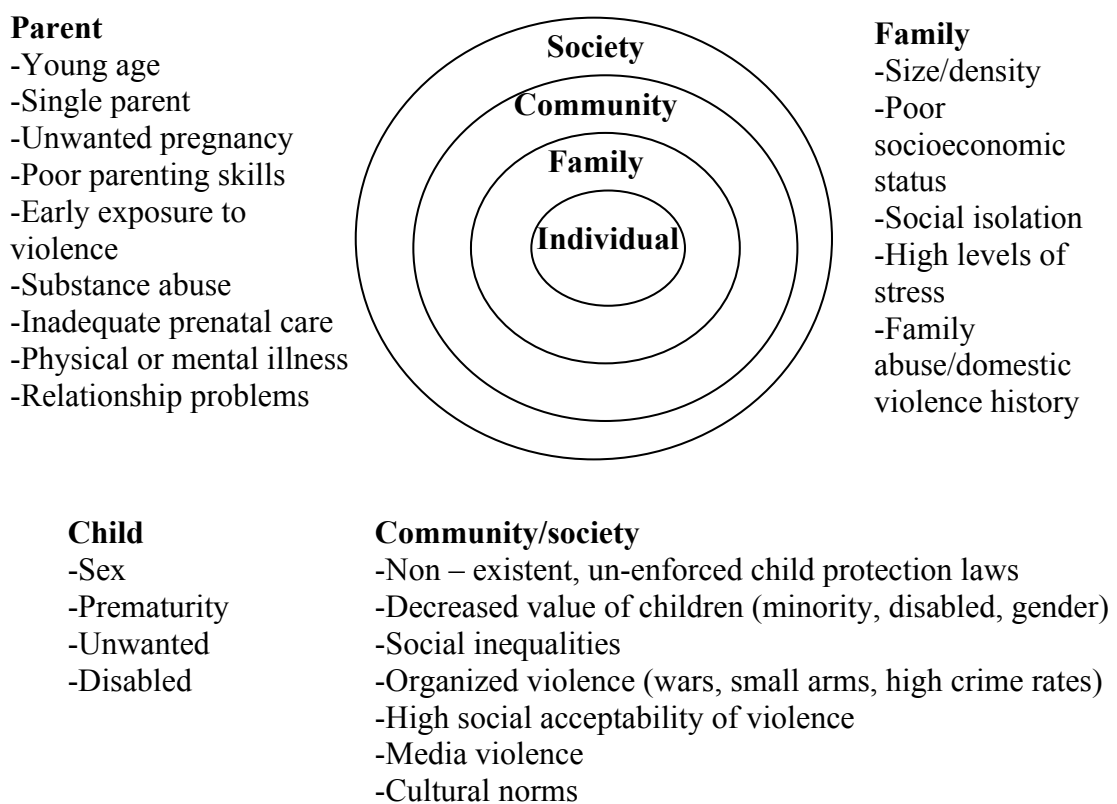 Parent
-Young age
-Single parent
-Unwanted pregnancy
-Poor parenting skills
-Early exposure to
violence
-Substance abuse
-Inadequate prenatal care
-Physical or mental illness
-Relationship problems
Society
Community
Family
Individual
Family
-Size/density
-Poor
socioeconomic
status
-Social isolation
-High levels of
stress
-Family
abuse/domestic
violence history
Child
-Sex
-Prematurity
-Unwanted
-Disabled
Community/society
-Non – existent, un-enforced child protection laws
-Decreased value of children (minority, disabled, gender)
-Social inequalities
-Organized violence (wars, small arms, high crime rates)
-High social acceptability of violence
-Media violence
-Cultural norms